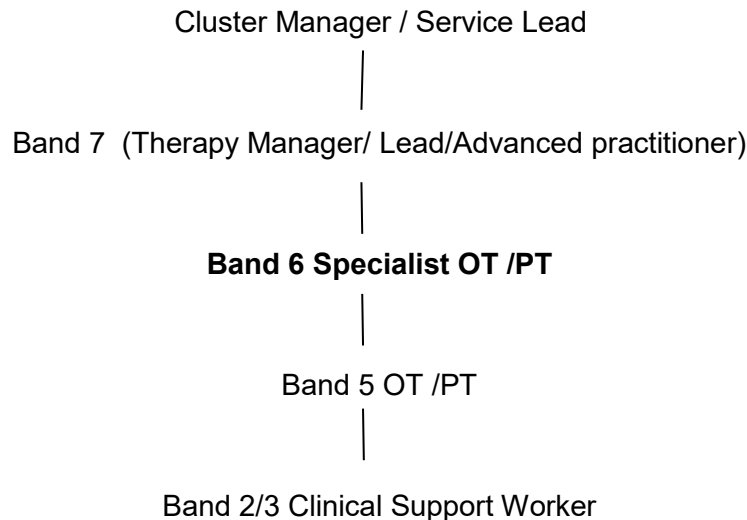 Cluster Manager / Service Lead
Band 7  (Therapy Manager/ Lead/Advanced practitioner)
Band 6 Specialist OT /PT
Band 5 OT /PT
Band 2/3 Clinical Support Worker